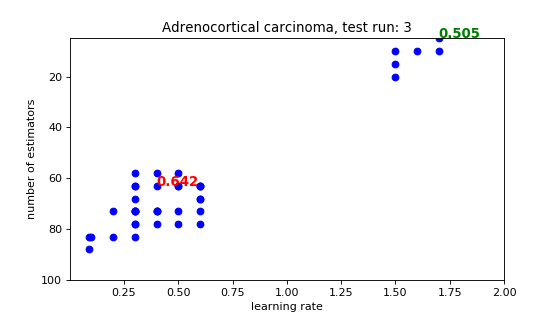 Adrenocortical carcinoma, test run: 3
0.505
20
40
number of estimators
60
0.642
80
100
0.25 0.50 0.75 1.00 1.25 1.50 1.75 2.00
learning rate